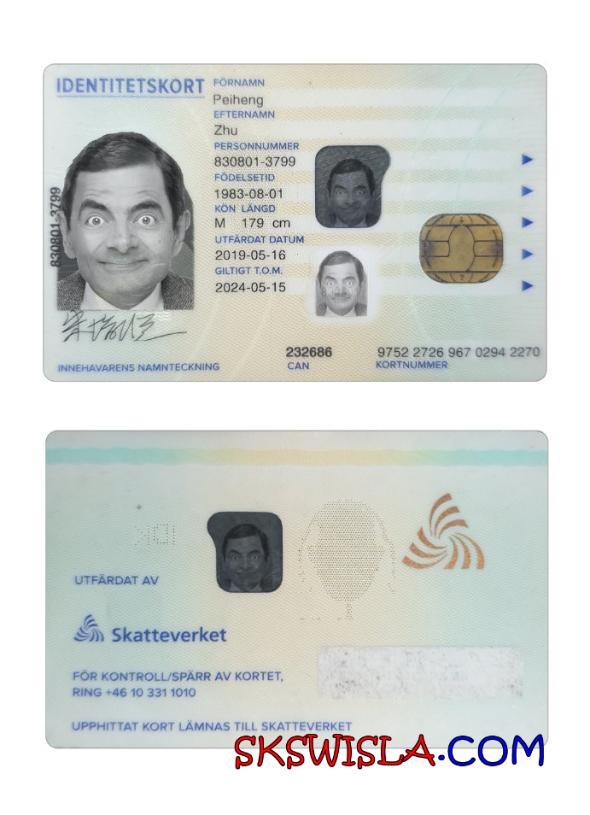 IDENTITETSKORT
FÖRNAMN
Peiheng
EFTERNAMN
Zhu
PERSONNUMMER
830801-3799
FÖDELSETID
1983-08-01
KÖN LÄNGD
M 179 cm
UTFÄRDAT DATUM
2019-05-16
GILTIGT T.O.M.
2024-05-15
830801-3799
INNEHAVARENS NAMNTECKNING
232686
CAN
9752 2726 967 0294 2270
KORTNUMMER
UTFÄRDAT AV
Skatteverket
FÖR KONTROLL/SPÄRR AV KORTET,
RING +46 10 331 1010
UPPHITTAT KORT LÄMNAS TILL SKATTEVERKET
SKSWISLA.COM